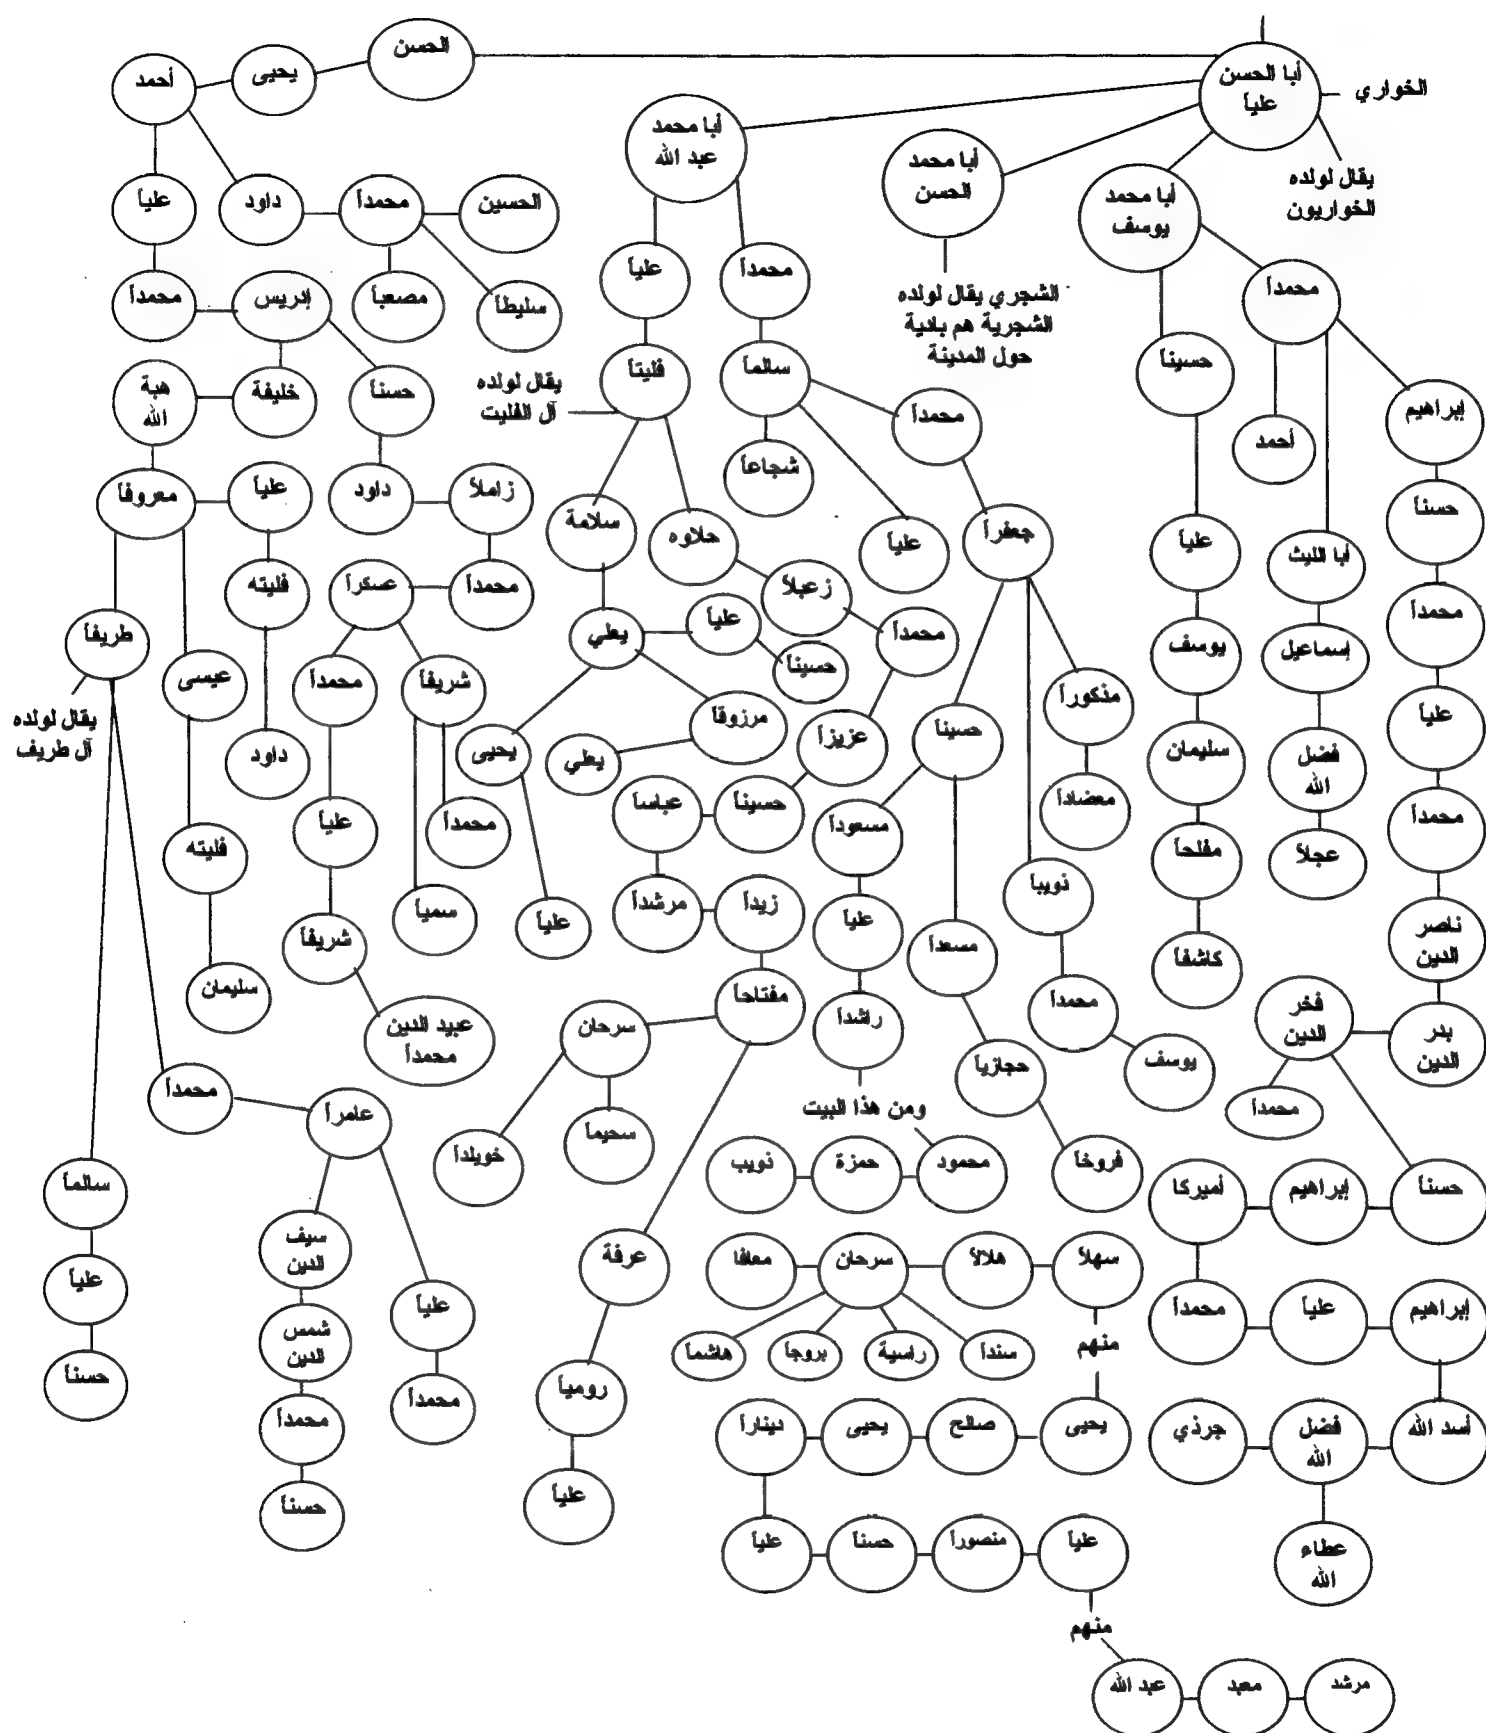 الحسن
يحيى
أحمد
أبا الحسن
علياً
الخواري
يقال لولده
الخواريون
أبا محمد
عبد الله
أبا محمد
الحسن
أبا محمد
يوسف
علياً
داود
محمداً
الحسين
علياً
محمداً
الشجري يقال لولده
الشجرية هم بادية
حول المدينة
محمداً
محمداً
إدريس
مصعباً
سليطاً
حسيناً
هبة
الله
خليفة
حسناً
يقال لولده
آل الفليت
فليتاً
سالماً
محمداً
أحمد
إبراهيم
معروفاً
علياً
داود
زاملاً
شجاعاً
حسناً
سلامة
حلاوه
علياً
جعفراً
علياً
أبا الليث
فليته
عسكراً
محمداً
زعبلاً
محمداً
طريفاً
يعلي
علياً
محمداً
يوسف
إسماعيل
عيسى
محمداً
شريفاً
حسيناً
منكوراً
علياً
يقال لولده
آل طريف
داود
يحيى
يعلي
مرزوقاً
عزيزاً
حسيناً
سليمان
فضل
الله
معضاداً
فليته
علياً
محمداً
عباساً
حسيناً
مسعوداً
مفلحاً
عجلاً
محمداً
سمياً
علياً
مرشداً
زيداً
علياً
ذويباً
شريفاً
مسعداً
كاشفاً
ناصر
الدين
سليمان
عبيد الدين
محمداً
سرحان
مفتاحاً
راشداً
محمداً
فخر
الدين
بدر
الدين
محمداً
عامراً
حجازياً
يوسف
محمداً
ومن هذا البيت
خويلداً
سحيماً
ذويب
حمزة
محمود
فروخاً
سالماً
أميركا
إبراهيم
حسناً
سيف
الدين
عرفة
معافا
سرحان
هلالاً
سهلاً
علياً
علياً
محمداً
علياً
إبراهيم
شمس
الدين
هاشماً
بروجاً
راسية
سنداً
منهم
حسناً
محمداً
محمداً
رومياً
ديناراً
يحيى
صالح
يحيى
جرذي
فضل
الله
أسد الله
حسناً
علياً
علياً
حسناً
منصوراً
علياً
عطاء
الله
منهم
عبد الله
معبد
مرشد